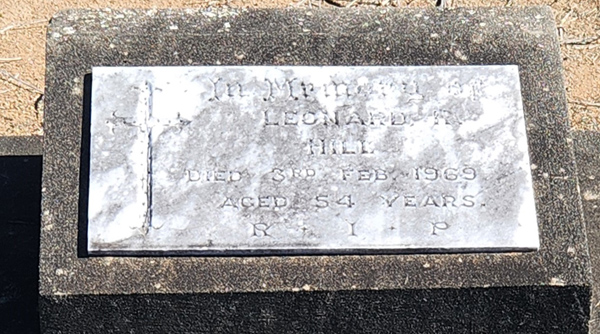 In Memory of
LEONARD R.
HILL
DIED 3RD FEB. 1969
AGED 54 YEARS.
R · I · P